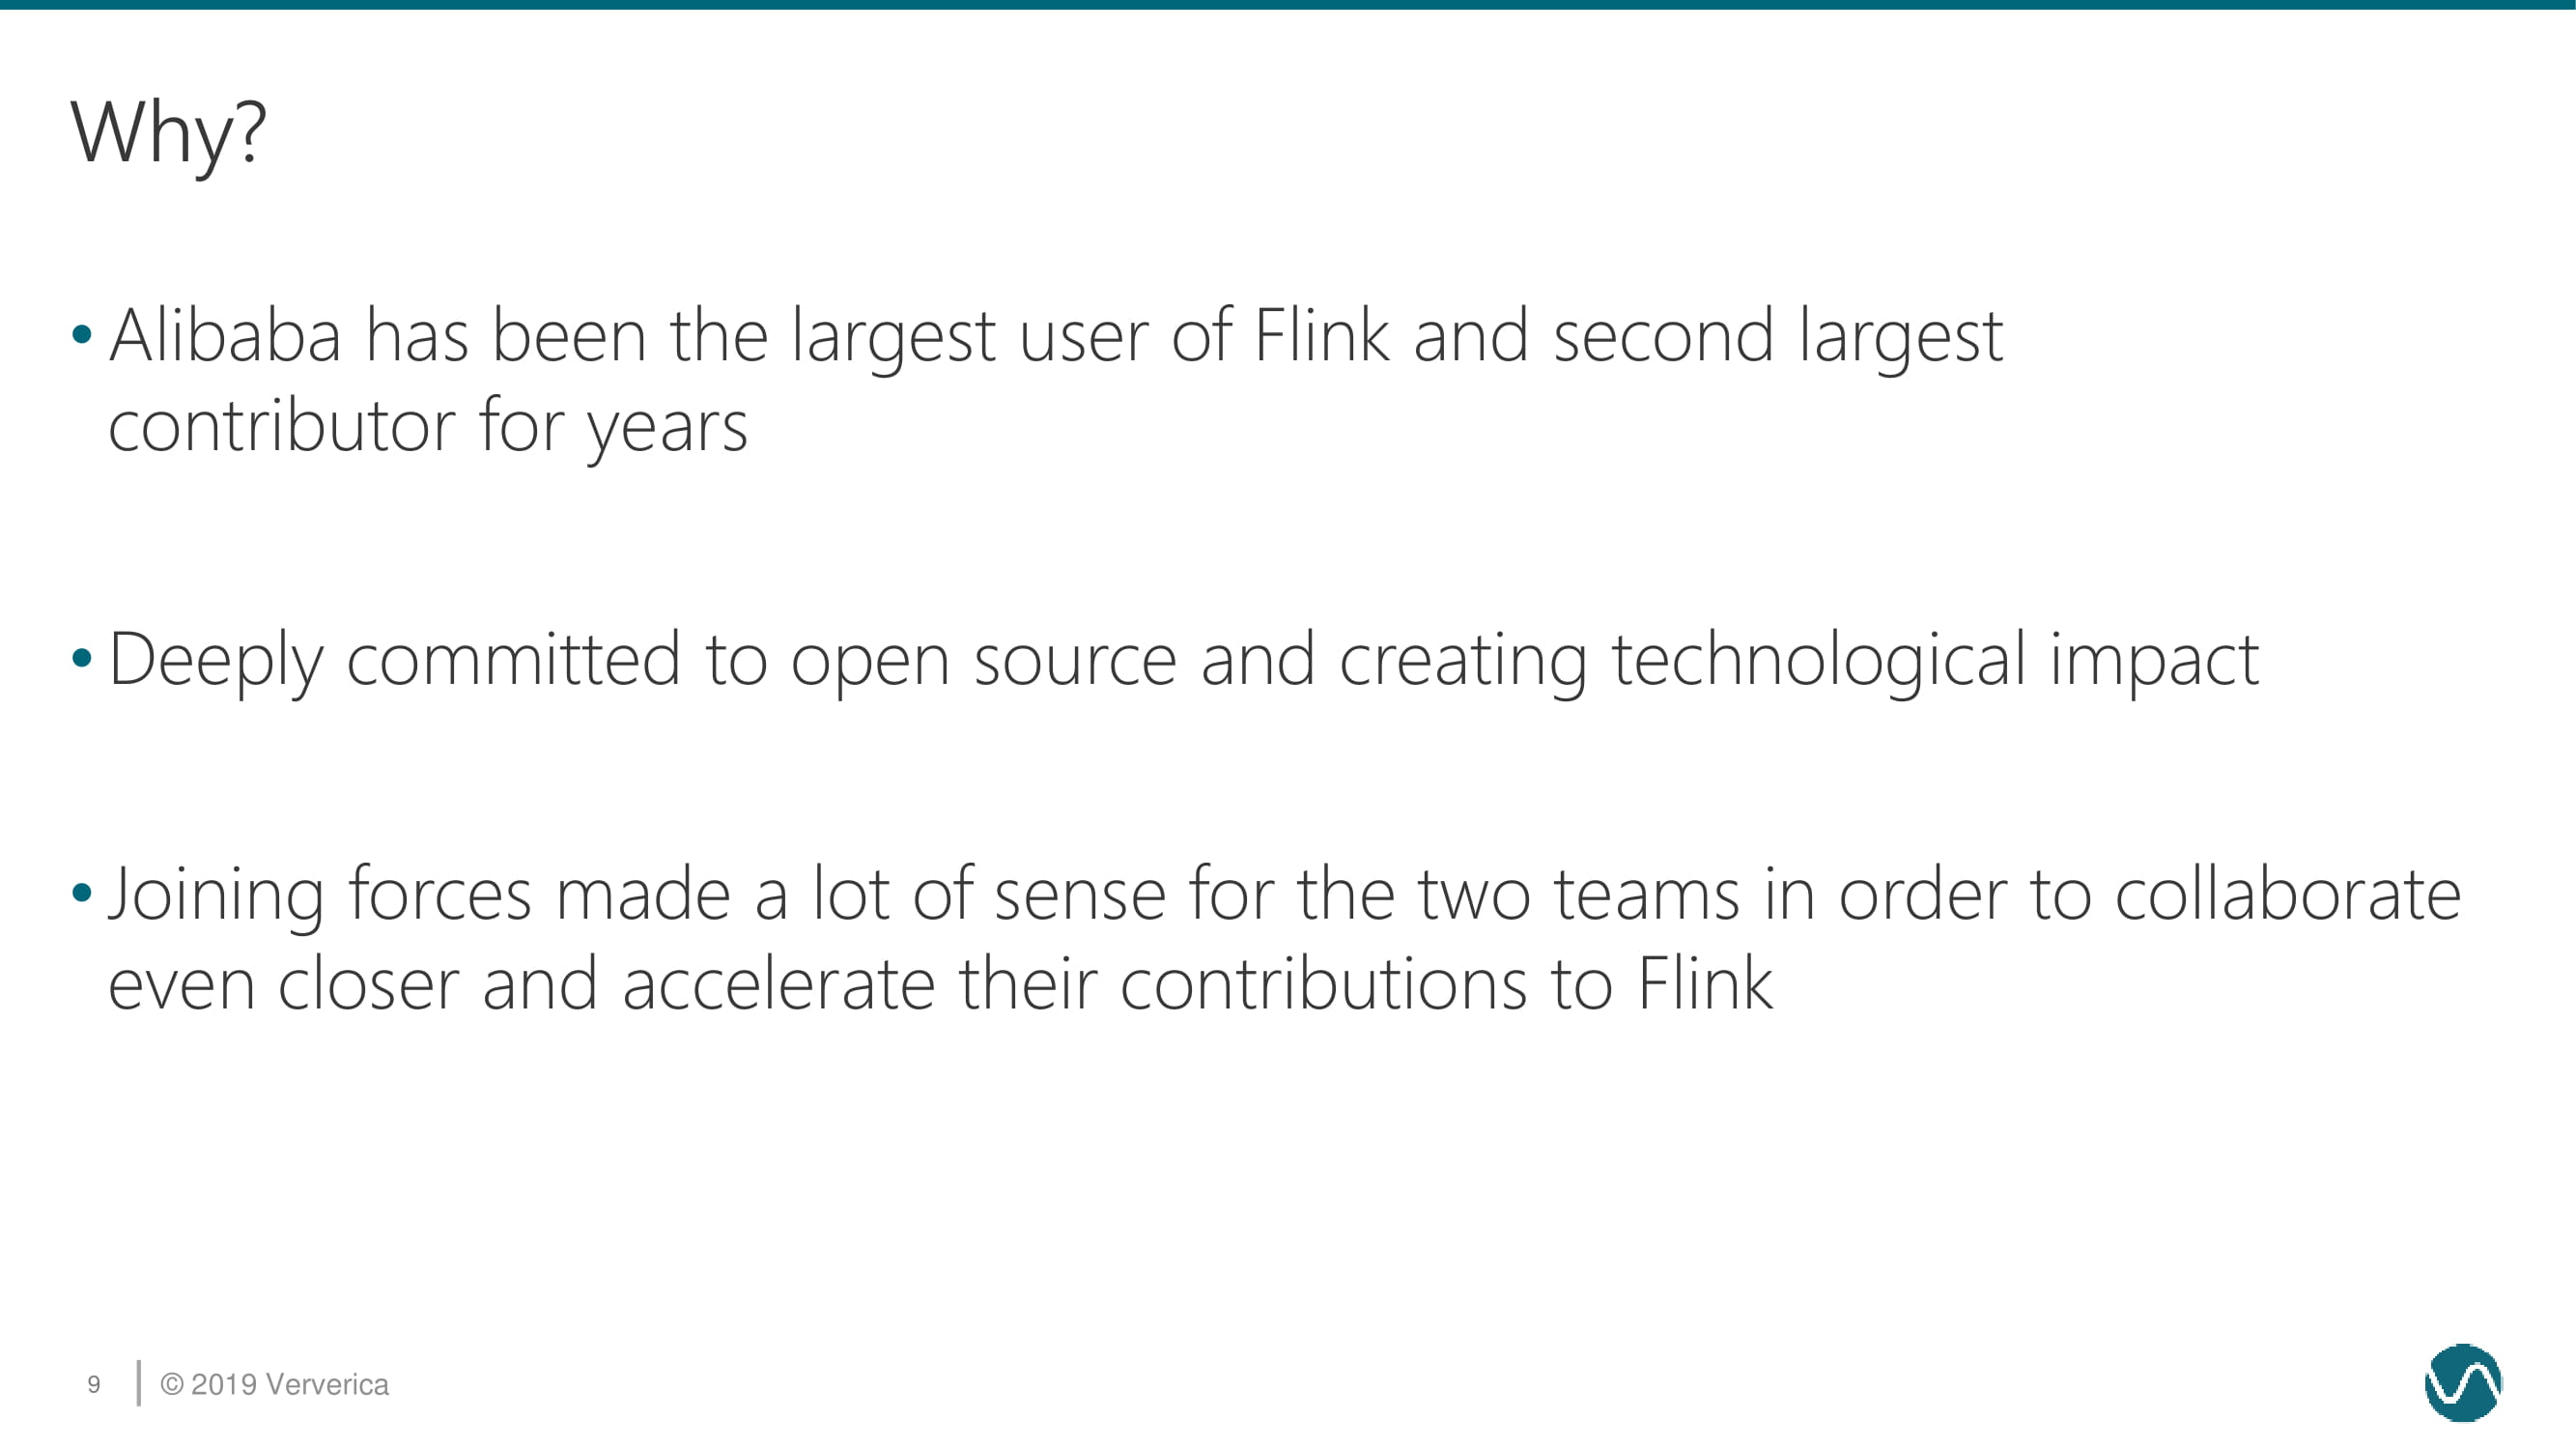 Why?
• Alibaba has been the largest user of Flink and second largest
contributor for years
• Deeply committed to open source and creating technological impact
• Joining forces made a lot of sense for the two teams in order to collaborate
even closer and accelerate their contributions to Flink
9 © 2019 Ververica